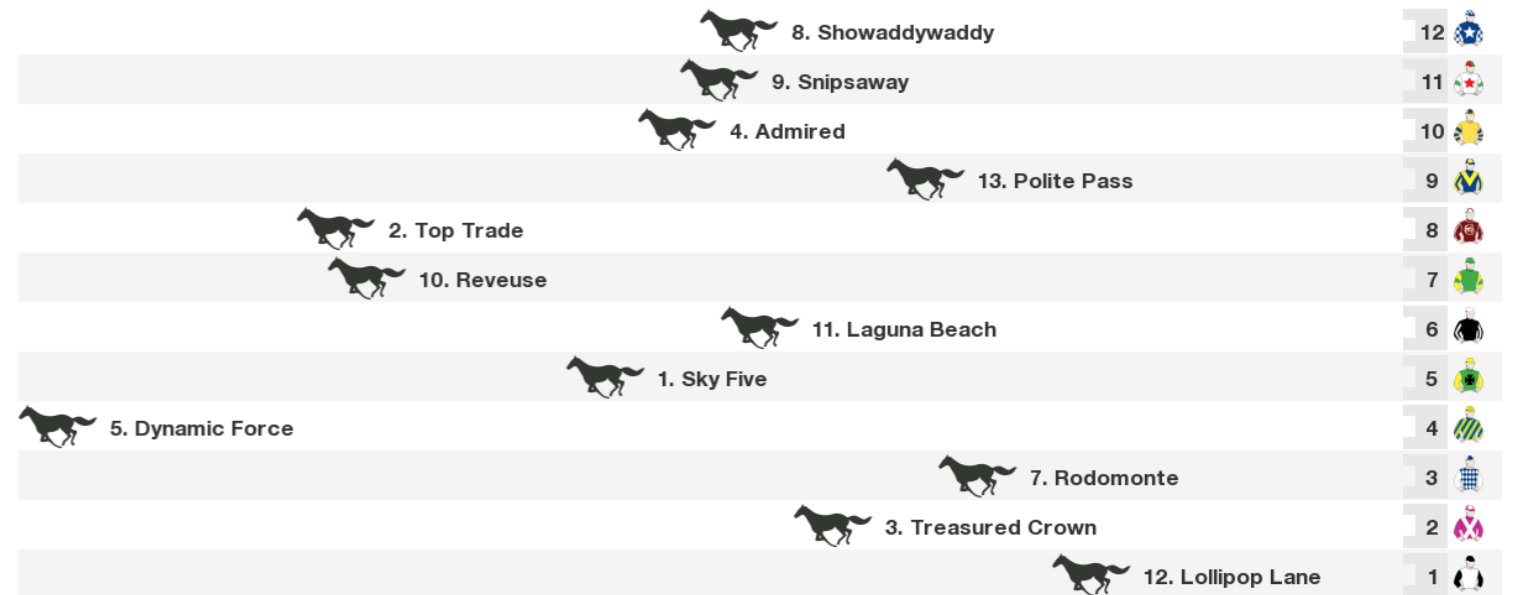 8. Showaddywaddy 12
9. Snipsaway 11
4. Admired 10
13. Polite Pass 9
2. Top Trade 8
10. Reveuse 7
11. Laguna Beach 6
1. Sky Five 5
5. Dynamic Force 4
7. Rodomonte 3
3. Treasured Crown 2
12. Lollipop Lane 1